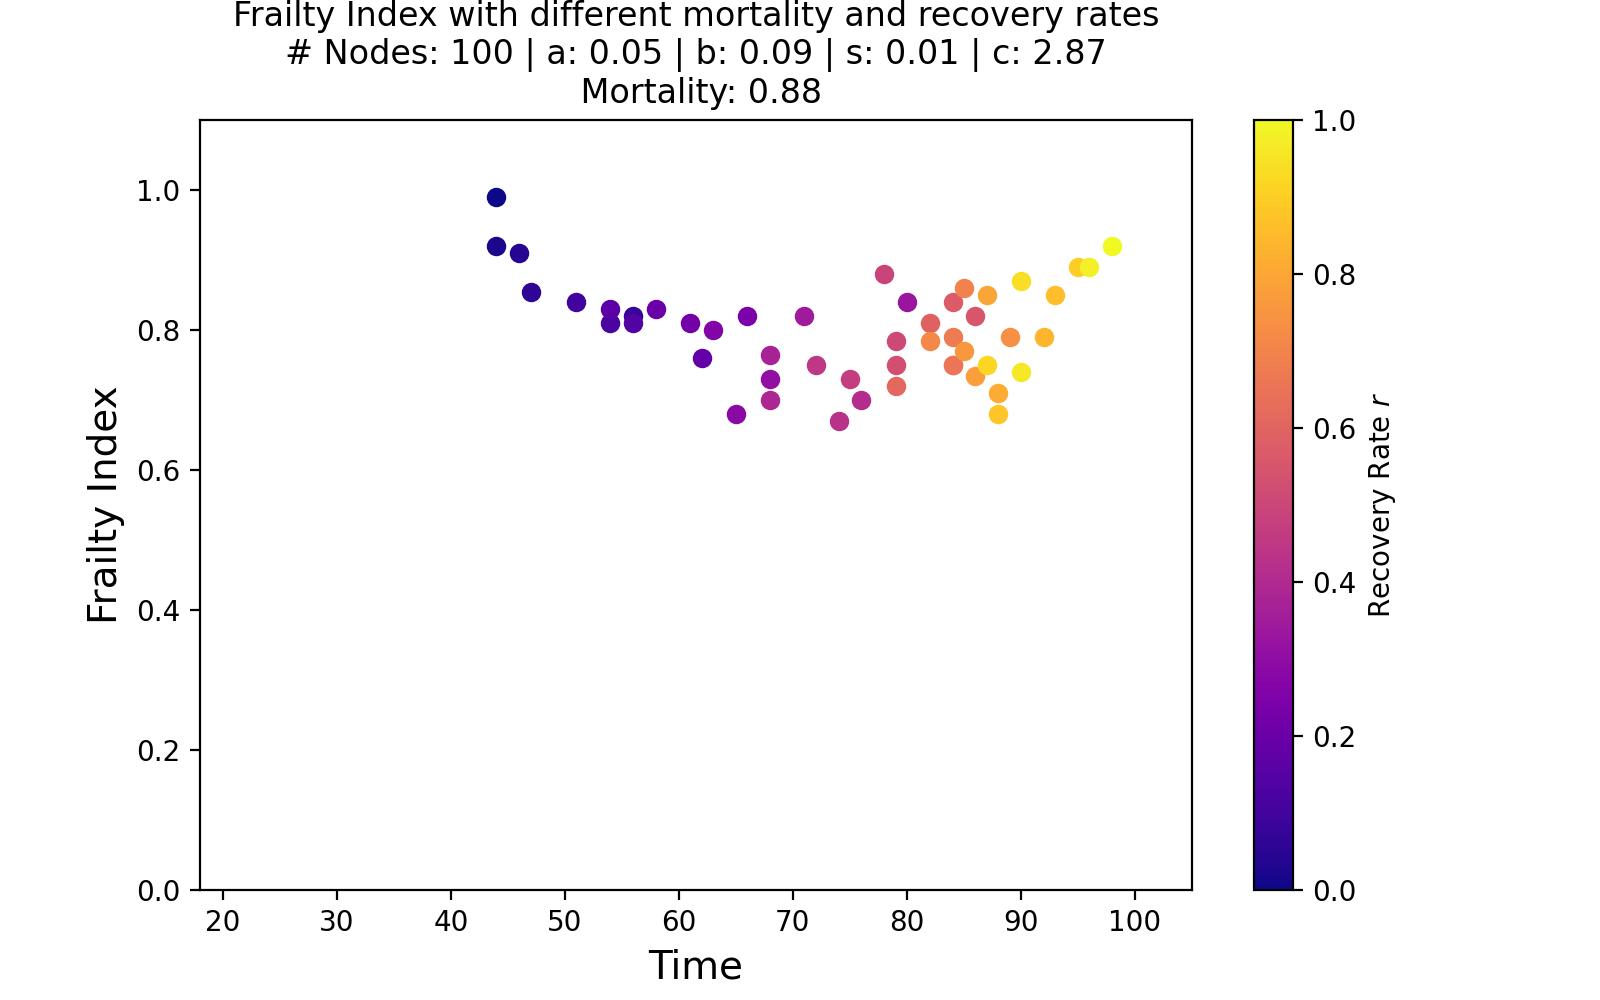 Frailty Index with different mortality and recovery rates
# Nodes: 100 | a: 0.05 | b: 0.09 | s: 0.01 | c: 2.87
Mortality: 0.88
Frailty Index
1.0
0.8
0.6
0.4
0.2
0.0
20 30 40 50 60 70 80 90 100
Time
1.0
0.8
0.6
0.4
0.2
0.0
Recovery Rate r